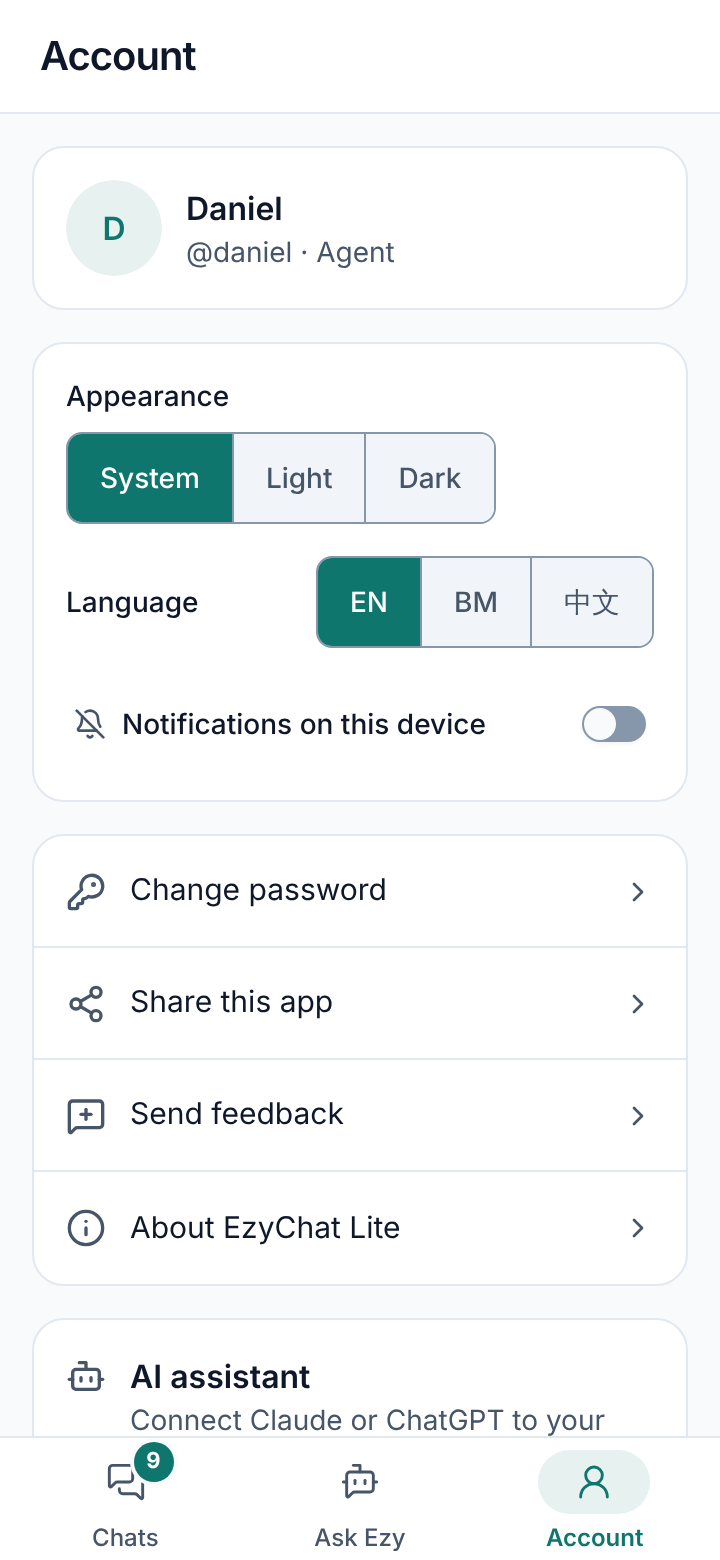 Account
D
Daniel
@daniel · Agent
Appearance
System Light Dark
Language EN BM 中文
Notifications on this device
Change password
Share this app
Send feedback
About EzyChat Lite
AI assistant
Connect Claude or ChatGPT to your
9
Chats Ask Ezy Account